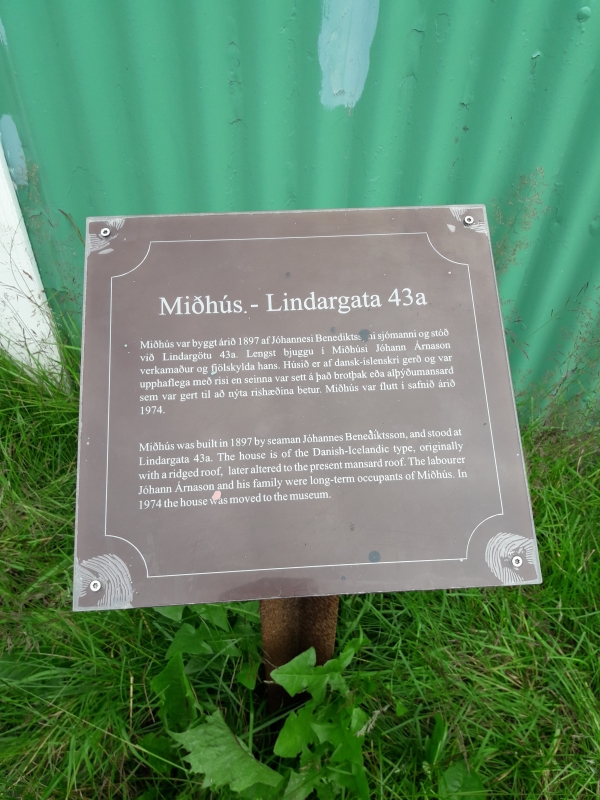 Miðhús - Lindargata 43a
Miðhús var byggt árið 1897 af Jóhannesi Benediktssyni sjómanni og stóð
við Lindargötu 43a. Lengst bjuggu í Miðhúsi Jóhann Árnason
verkamaður og fjölskylda hans. Húsið er af dansk-íslenskri gerð og var
upphaflega með risi en seinna var sett á það brotþak eða alþýðumansard
sem var gert til að nýta rishæðina betur. Miðhús var flutt í safnið árið
1974.
Miðhús was built in 1897 by seaman Jóhannes Benediktsson, and stood at
Lindargata 43a. The house is of the Danish-Icelandic type, originally
with a ridged roof, later altered to the present mansard roof. The labourer
Jóhann Árnason and his family were long-term occupants of Miðhús. In
1974 the house was moved to the museum.